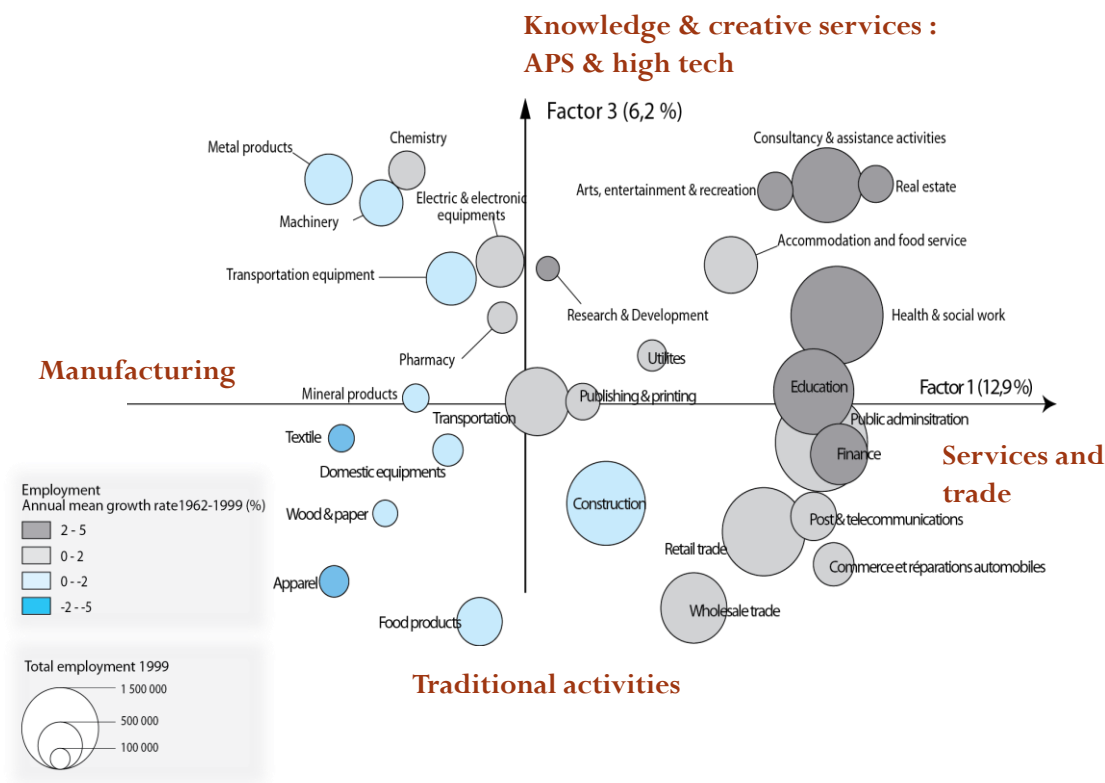 Knowledge & creative services :
APS & high tech
Factor 3 (6,2 %)
Chemistry
Metal products
Consultancy & assistance activities
Arts, entertainment & recreation
Real estate
Electric & electronic
equipments
Machinery
Accommodation and food service
Transportation equipment
Research & Development
Health & social work
Pharmacy
Utilites
Manufacturing
Education
Factor 1 (12,9 %)
Mineral products
Publishing & printing
Transportation
Public adminsitration
Textile
Finance
Services and
trade
Domestic equipments
Employment
Annual mean growth rate1962-1999 (%)
2 - 5
0 - 2
0 - -2
-2 - -5
Wood & paper
Construction
Post & telecommunications
Retail trade
Commerce et réparations automobiles
Apparel
Wholesale trade
Food products
Traditional activities
Total employment 1999
1 500 000
500 000
100 000